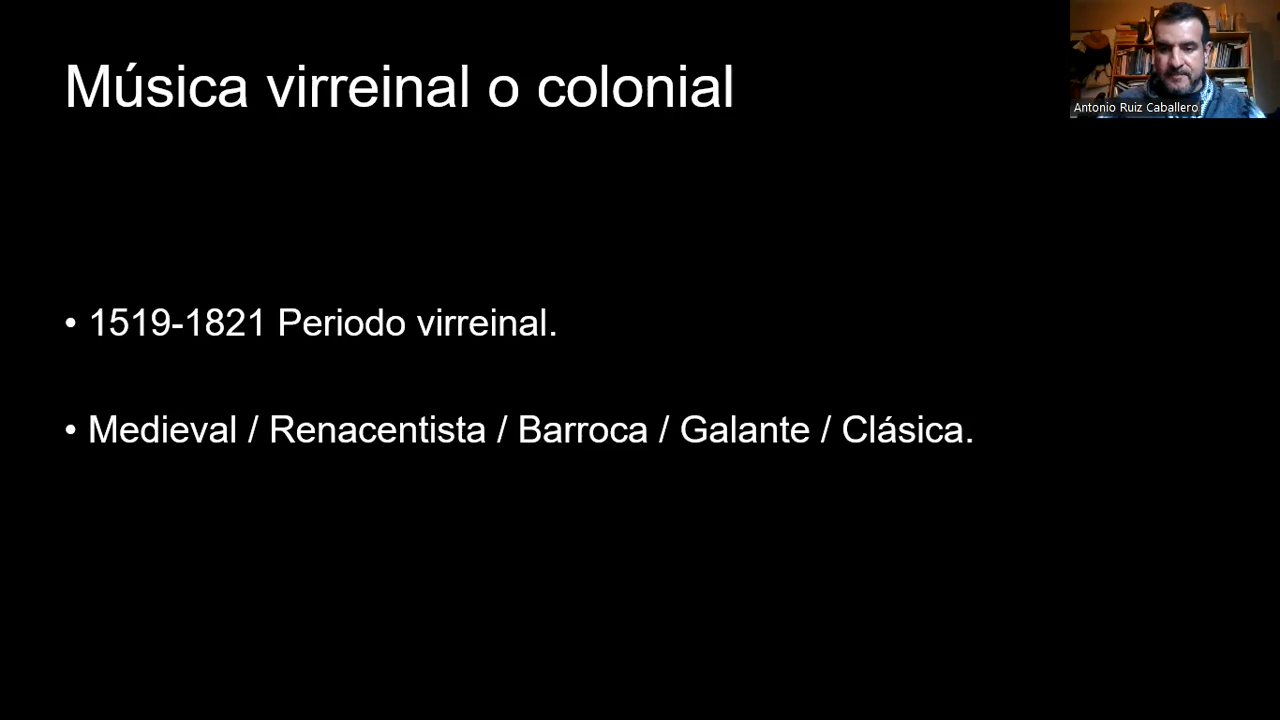 Música virreinal o colonial
Antonio Ruiz Caballero
• 1519-1821 Periodo virreinal.
• Medieval / Renacentista / Barroca / Galante / Clásica.